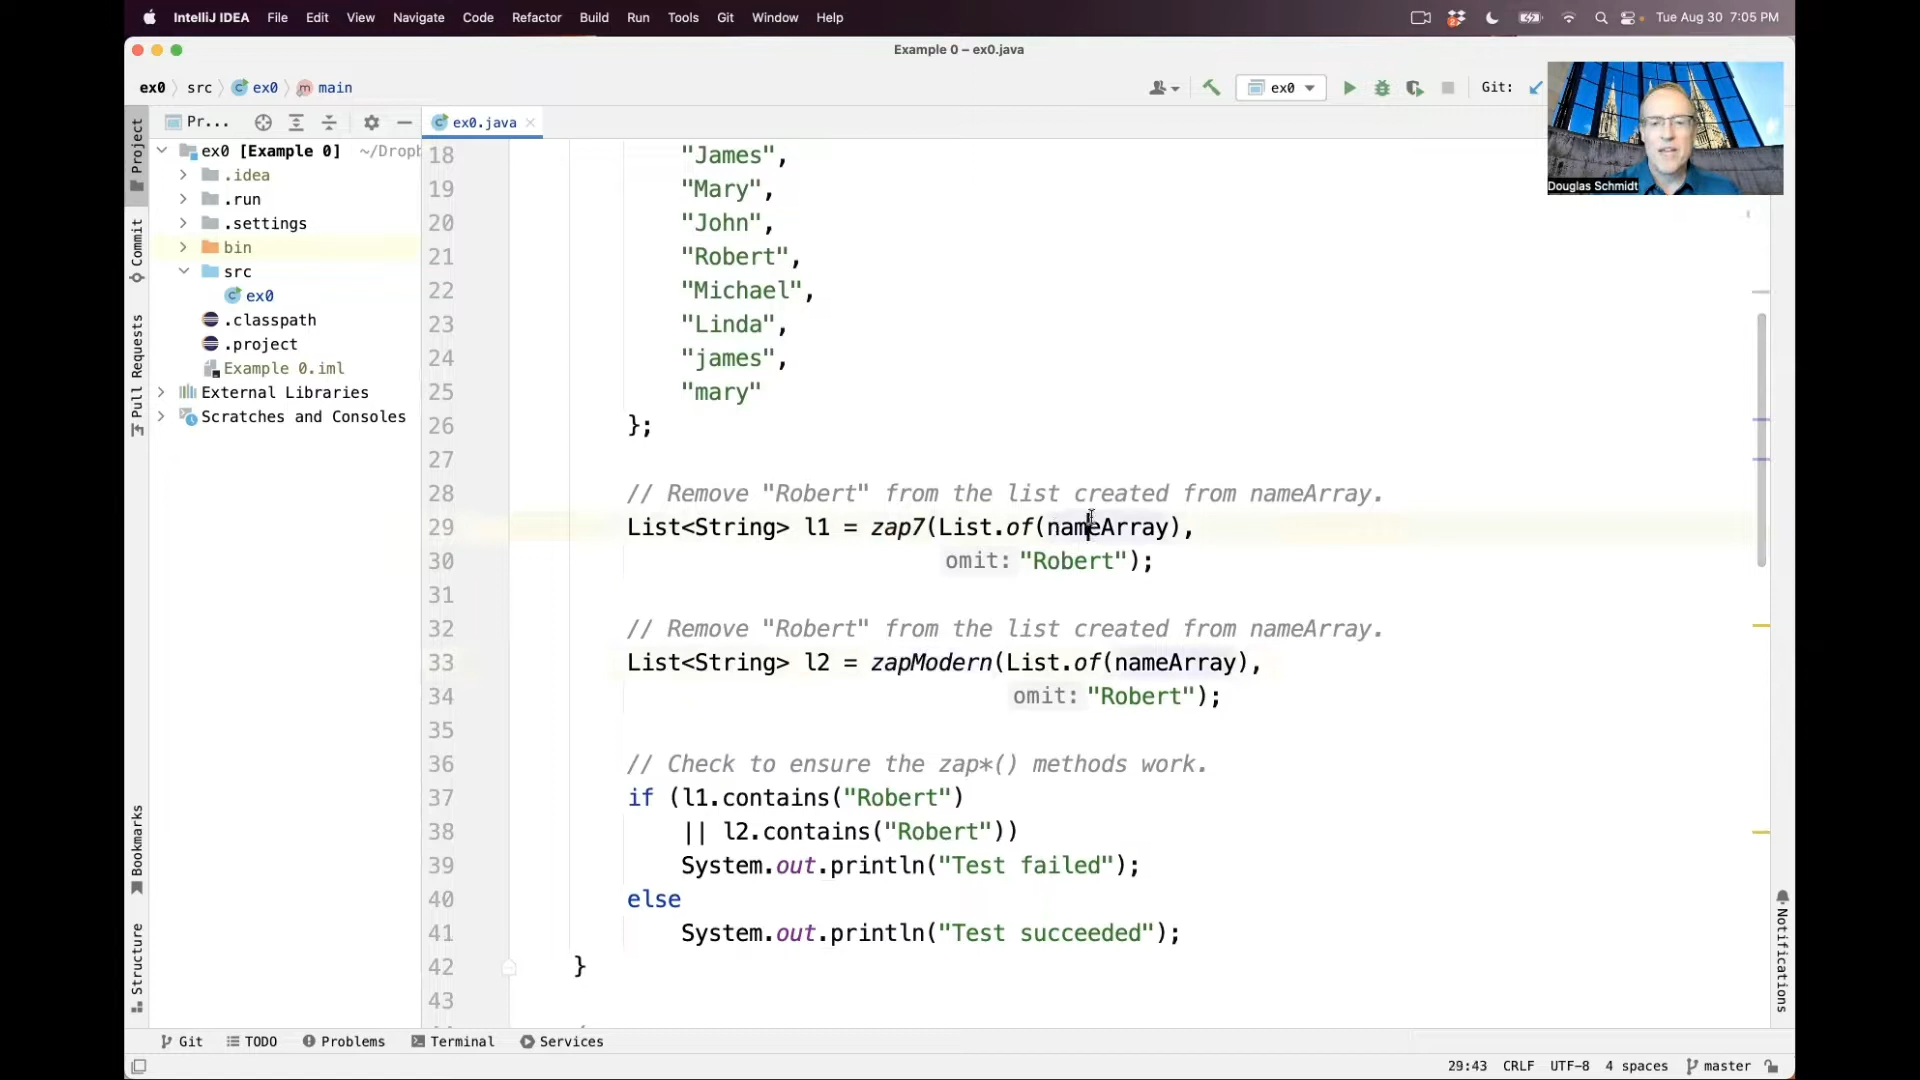 IntelliJ IDEA File Edit View Navigate Code Refactor Build Run Tools Git Window Help Tue Aug 30 7:05 PM
Example 0 – ex0.java
ex0 src ex0 main ex0 Git:
Pr... ex0.java
Project
Commit
Pull Requests
Bookmarks
Structure
ex0 [Example 0] ~/Dropb
.idea
.run
.settings
bin
src
ex0
.classpath
.project
Example 0.iml
External Libraries
Scratches and Consoles
18 "James",
19 "Mary",
20 "John",
21 "Robert",
22 "Michael",
23 "Linda",
24 "james",
25 "mary"
26 };
27
28 // Remove "Robert" from the list created from nameArray.
29 List<String> l1 = zap7(List.of(nameArray),
30 omit: "Robert");
31
32 // Remove "Robert" from the list created from nameArray.
33 List<String> l2 = zapModern(List.of(nameArray),
34 omit: "Robert");
35
36 // Check to ensure the zap*() methods work.
37 if (l1.contains("Robert")
38 || l2.contains("Robert"))
39 System.out.println("Test failed");
40 else
41 System.out.println("Test succeeded");
42 }
43
Douglas Schmidt
Notifications
Git TODO Problems Terminal Services
29:43 CRLF UTF-8 4 spaces master